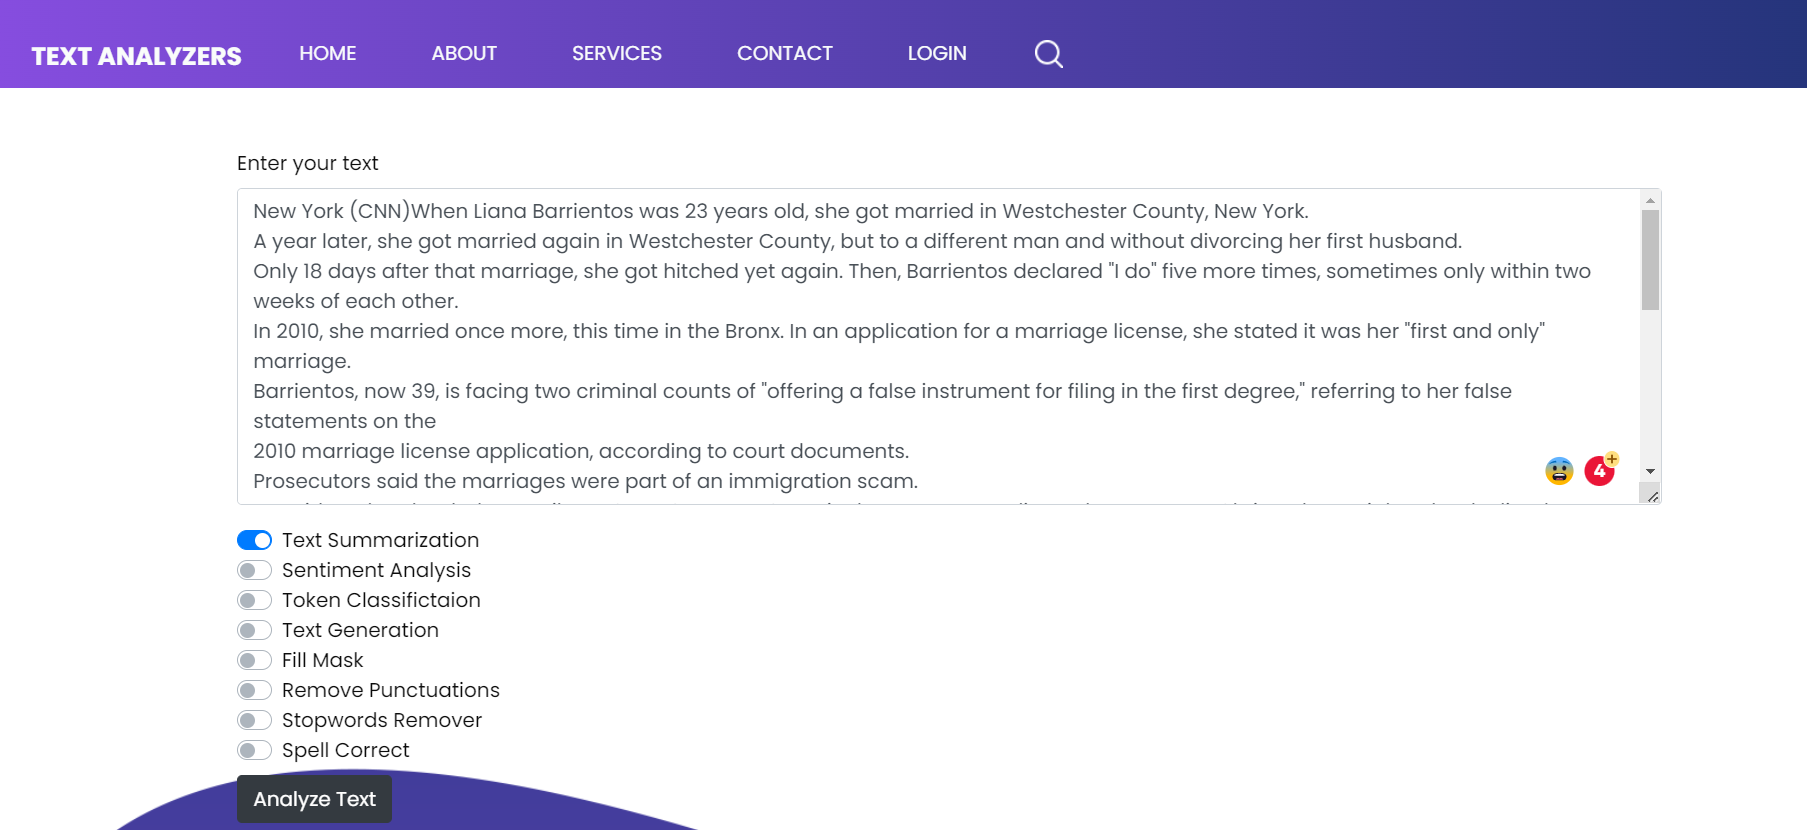 TEXT ANALYZERS HOME ABOUT SERVICES CONTACT LOGIN
Enter your text
New York (CNN)When Liana Barrientos was 23 years old, she got married in Westchester County, New York.
A year later, she got married again in Westchester County, but to a different man and without divorcing her first husband.
Only 18 days after that marriage, she got hitched yet again. Then, Barrientos declared "I do" five more times, sometimes only within two
weeks of each other.
In 2010, she married once more, this time in the Bronx. In an application for a marriage license, she stated it was her "first and only"
marriage.
Barrientos, now 39, is facing two criminal counts of "offering a false instrument for filing in the first degree," referring to her false
statements on the
2010 marriage license application, according to court documents.
Prosecutors said the marriages were part of an immigration scam.
4
Text Summarization
Sentiment Analysis
Token Classifictaion
Text Generation
Fill Mask
Remove Punctuations
Stopwords Remover
Spell Correct
Analyze Text